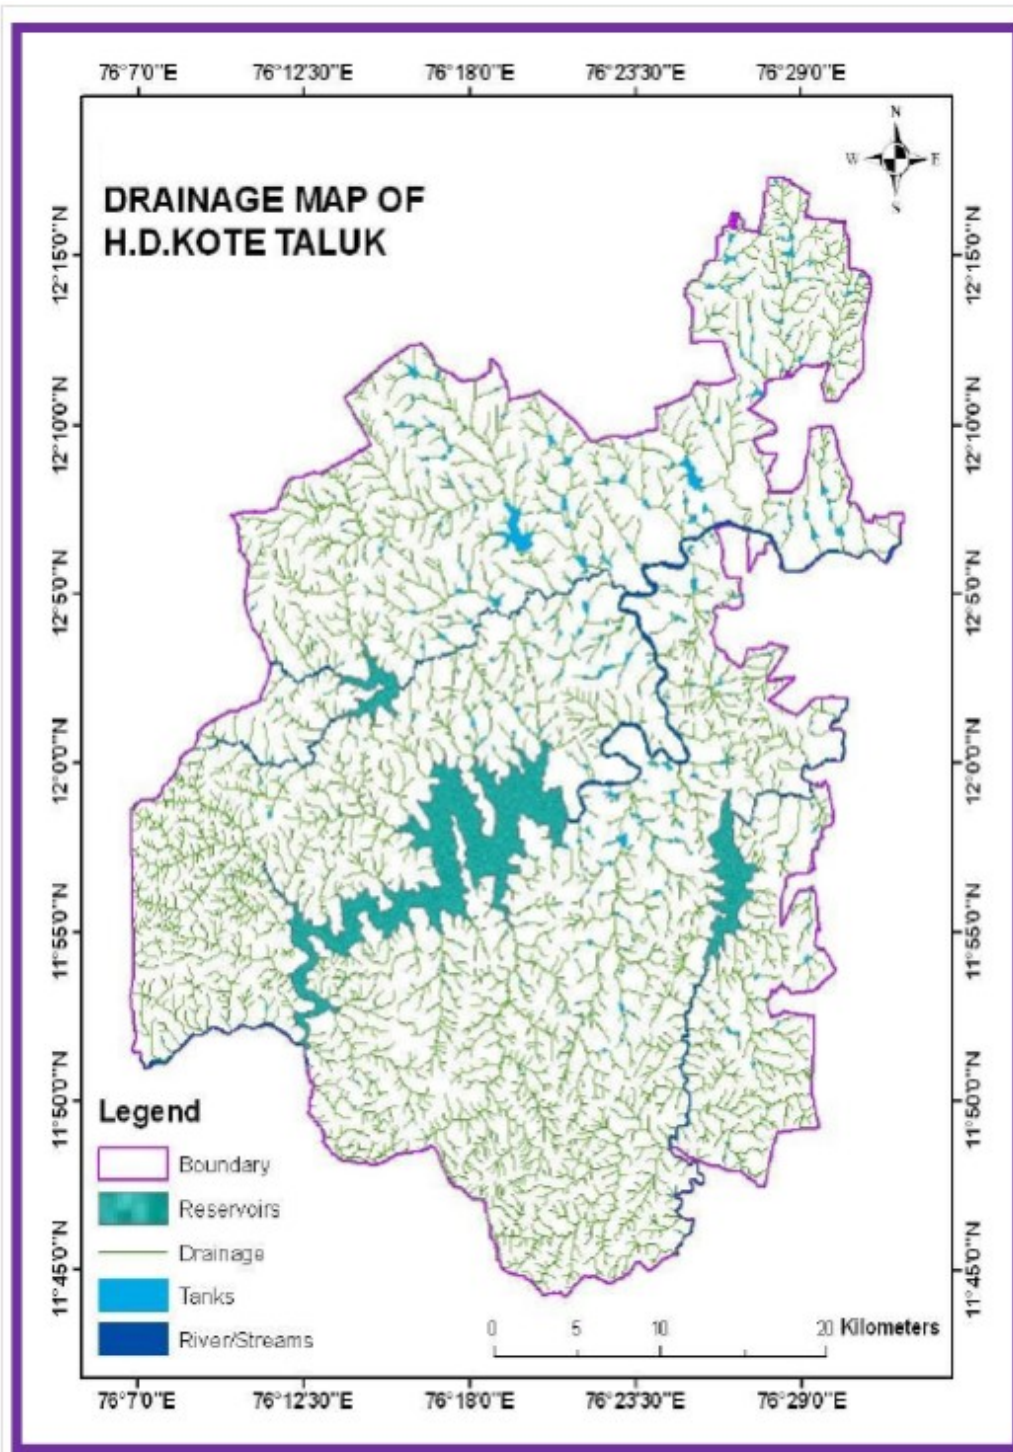 76°7'0"E 76°12'30"E 76°18'0"E 76°23'30"E 76°29'0"E
N
W E
S
DRAINAGE MAP OF
H.D.KOTE TALUK
12°15'0"N 12°15'0"N
12°10'0"N 12°10'0"N
12°5'0"N 12°5'0"N
12°0'0"N 12°0'0"N
11°55'0"N 11°55'0"N
11°50'0"N 11°50'0"N
11°45'0"N 11°45'0"N
Legend
Boundary
Reservoirs
Drainage
Tanks
River/Streams
0 5 10 20 Kilometers
76°7'0"E 76°12'30"E 76°18'0"E 76°23'30"E 76°29'0"E